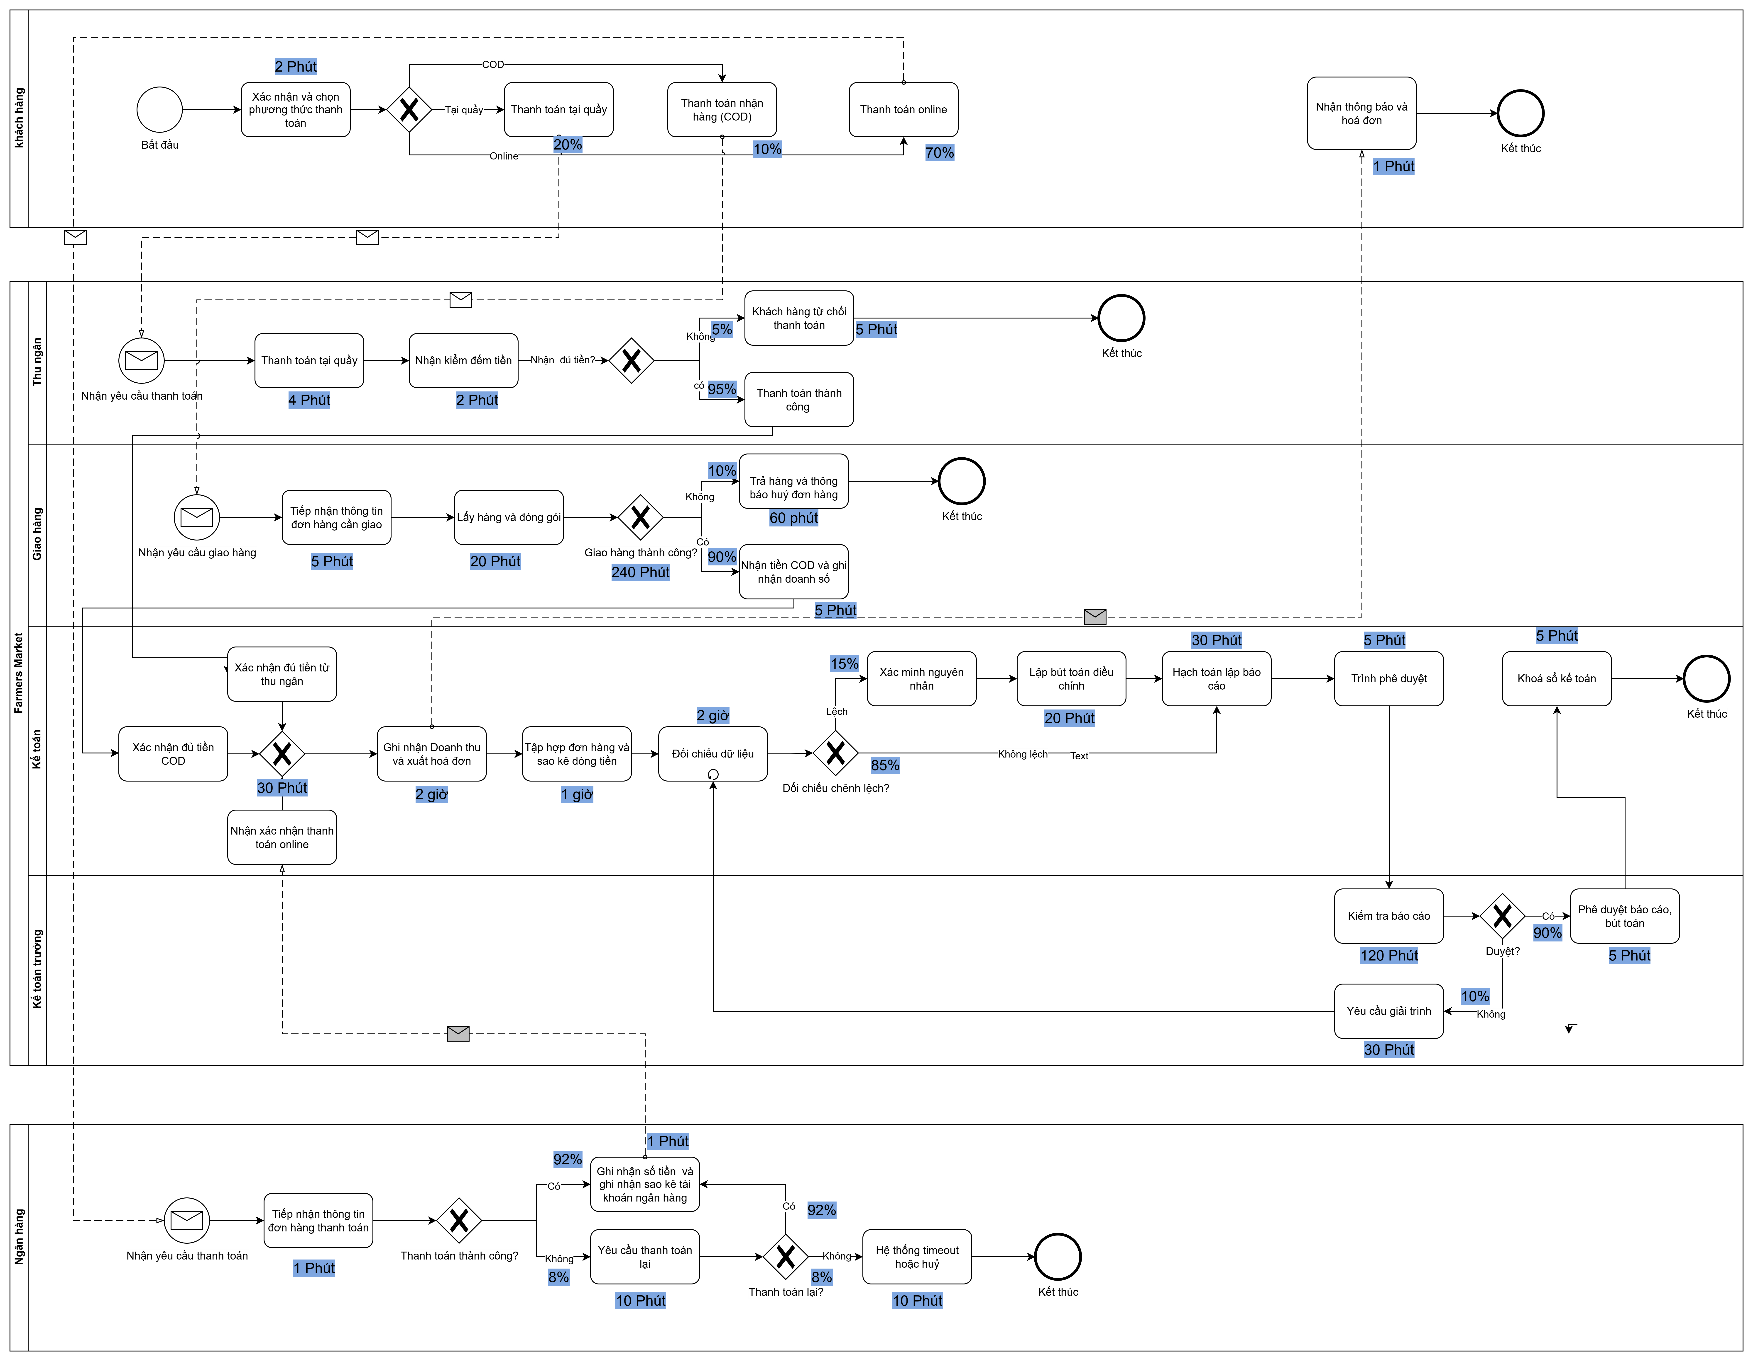 khách hàng
2 Phút
Xác nhận và chọn
phương thức thanh
toán
Bắt đầu
COD
Tại quầy
Online
Thanh toán tại quầy
20%
Thanh toán nhận
hàng (COD)
10%
Thanh toán online
70%
Nhận thông báo và
hoá đơn
1 Phút
Kết thúc
Farmers Market
Thu ngân
Nhận yêu cầu thanh toán
Thanh toán tại quầy
4 Phút
Nhận kiểm đếm tiền
2 Phút
Nhận đủ tiền?
Không
5%
Khách hàng từ chối
thanh toán
5 Phút
Kết thúc
có
95%
Thanh toán thành
công
Giao hàng
Nhận yêu cầu giao hàng
Tiếp nhận thông tin
đơn hàng cần giao
5 Phút
Lấy hàng và đóng gói
20 Phút
Giao hàng thành công?
240 Phút
Không
10%
Trả hàng và thông
báo huỷ đơn hàng
60 phút
Kết thúc
Có
90%
Nhận tiền COD và ghi
nhận doanh số
5 Phút
Kế toán
Xác nhận đủ tiền từ
thu ngân
Xác nhận đủ tiền
COD
30 Phút
Nhận xác nhận thanh
toán online
Ghi nhận Doanh thu
và xuất hoá đơn
2 giờ
Tập hợp đơn hàng và
sao kê dòng tiền
1 giờ
2 giờ
Đối chiếu dữ liệu
Đối chiếu chênh lệch?
Lệch
15%
Xác minh nguyên
nhân
Lập bút toán điều
chỉnh
20 Phút
30 Phút
Hạch toán lập báo
cáo
Không lệch
Text
85%
5 Phút
Trình phê duyệt
5 Phút
Khoá sổ kế toán
Kết thúc
Kế toán trưởng
Kiểm tra báo cáo
120 Phút
Duyệt?
Có
90%
Phê duyệt báo cáo,
bút toán
5 Phút
10%
Không
Yêu cầu giải trình
30 Phút
Ngân hàng
Nhận yêu cầu thanh toán
Tiếp nhận thông tin
đơn hàng thanh toán
1 Phút
Thanh toán thành công?
92%
Có
1 Phút
Ghi nhận số tiền và
ghi nhận sao kê tài
khoản ngân hàng
Không
8%
Yêu cầu thanh toán
lại
10 Phút
Có
92%
Thanh toán lại?
Không
8%
Hệ thống timeout
hoặc huỷ
10 Phút
Kết thúc